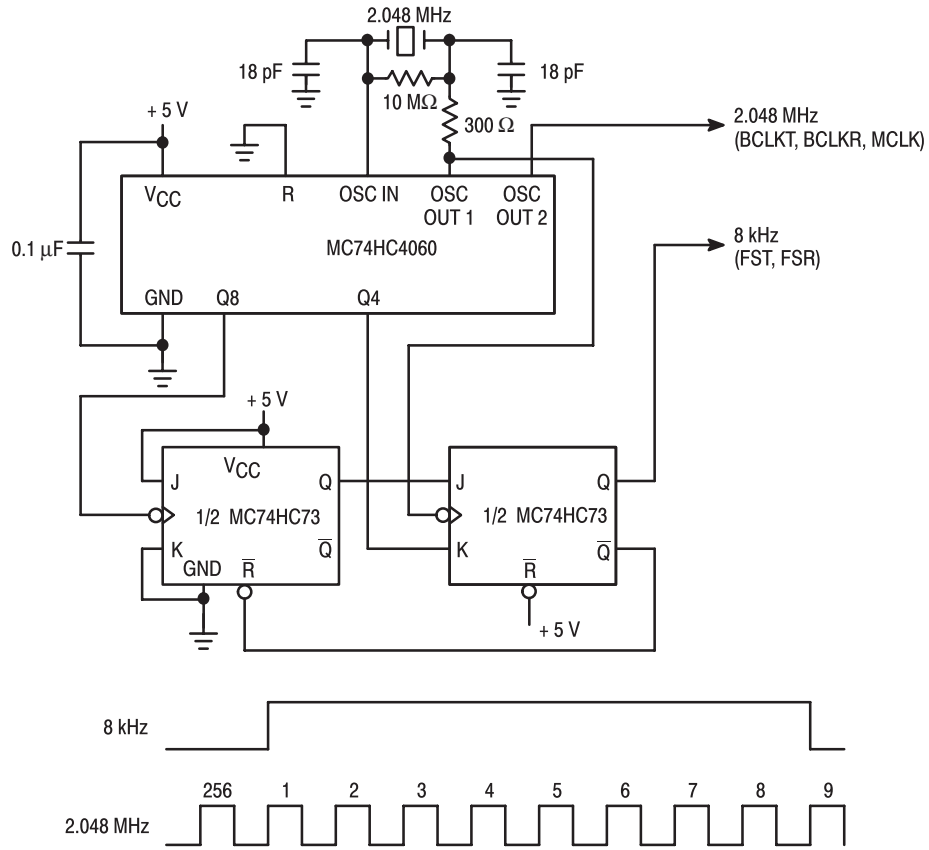 2.048 MHz
18 pF
18 pF
10 MΩ
300 Ω
+ 5 V
2.048 MHz
(BCLKT, BCLKR, MCLK)
VCC
R
OSC IN
OSC
OUT 1
OSC
OUT 2
0.1 μF
MC74HC4060
8 kHz
(FST, FSR)
GND
Q8
Q4
+ 5 V
VCC
J
Q
1/2 MC74HC73
K
Q̅
GND
R̅
J
Q
1/2 MC74HC73
K
Q̅
R̅
+ 5 V
8 kHz
256 1 2 3 4 5 6 7 8 9
2.048 MHz